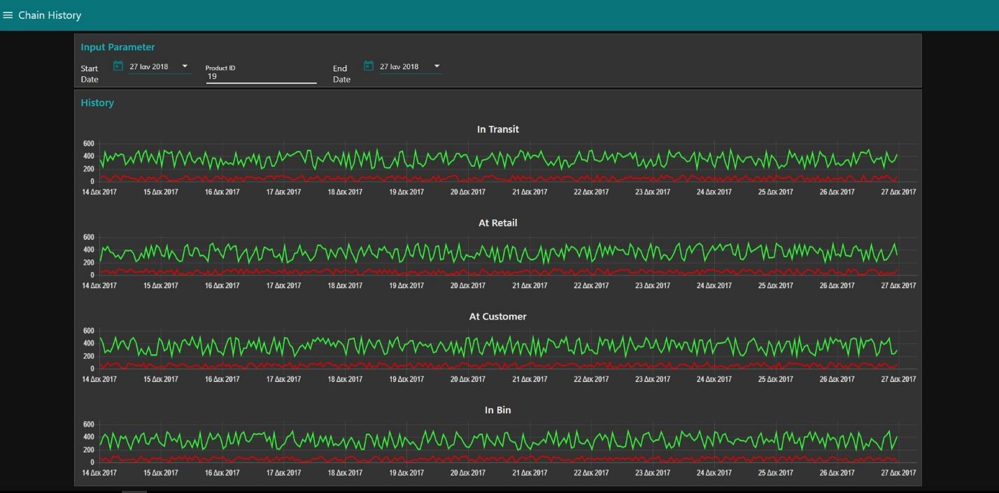 Chain History
Input Parameter
Start Date 27 Ιαν 2018 Product ID 19 End Date 27 Ιαν 2018
History
In Transit
600
400
200
0
14 Δεκ 2017 15 Δεκ 2017 16 Δεκ 2017 17 Δεκ 2017 18 Δεκ 2017 19 Δεκ 2017 20 Δεκ 2017 21 Δεκ 2017 22 Δεκ 2017 23 Δεκ 2017 24 Δεκ 2017 25 Δεκ 2017 26 Δεκ 2017 27 Δεκ 2017
At Retail
600
400
200
0
14 Δεκ 2017 15 Δεκ 2017 16 Δεκ 2017 17 Δεκ 2017 18 Δεκ 2017 19 Δεκ 2017 20 Δεκ 2017 21 Δεκ 2017 22 Δεκ 2017 23 Δεκ 2017 24 Δεκ 2017 25 Δεκ 2017 26 Δεκ 2017 27 Δεκ 2017
At Customer
600
400
200
0
14 Δεκ 2017 15 Δεκ 2017 16 Δεκ 2017 17 Δεκ 2017 18 Δεκ 2017 19 Δεκ 2017 20 Δεκ 2017 21 Δεκ 2017 22 Δεκ 2017 23 Δεκ 2017 24 Δεκ 2017 25 Δεκ 2017 26 Δεκ 2017 27 Δεκ 2017
In Bin
600
400
200
0
14 Δεκ 2017 15 Δεκ 2017 16 Δεκ 2017 17 Δεκ 2017 18 Δεκ 2017 19 Δεκ 2017 20 Δεκ 2017 21 Δεκ 2017 22 Δεκ 2017 23 Δεκ 2017 24 Δεκ 2017 25 Δεκ 2017 26 Δεκ 2017 27 Δεκ 2017